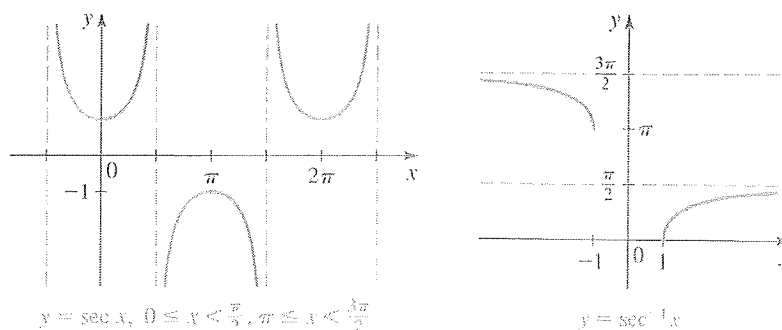 y
0
π
2π
x
−1
y = sec x, 0 ≤ x < π/2, π ≤ x < 3π/2
y
3π/2
π
π/2
−1
0
1
y = sec⁻¹ x